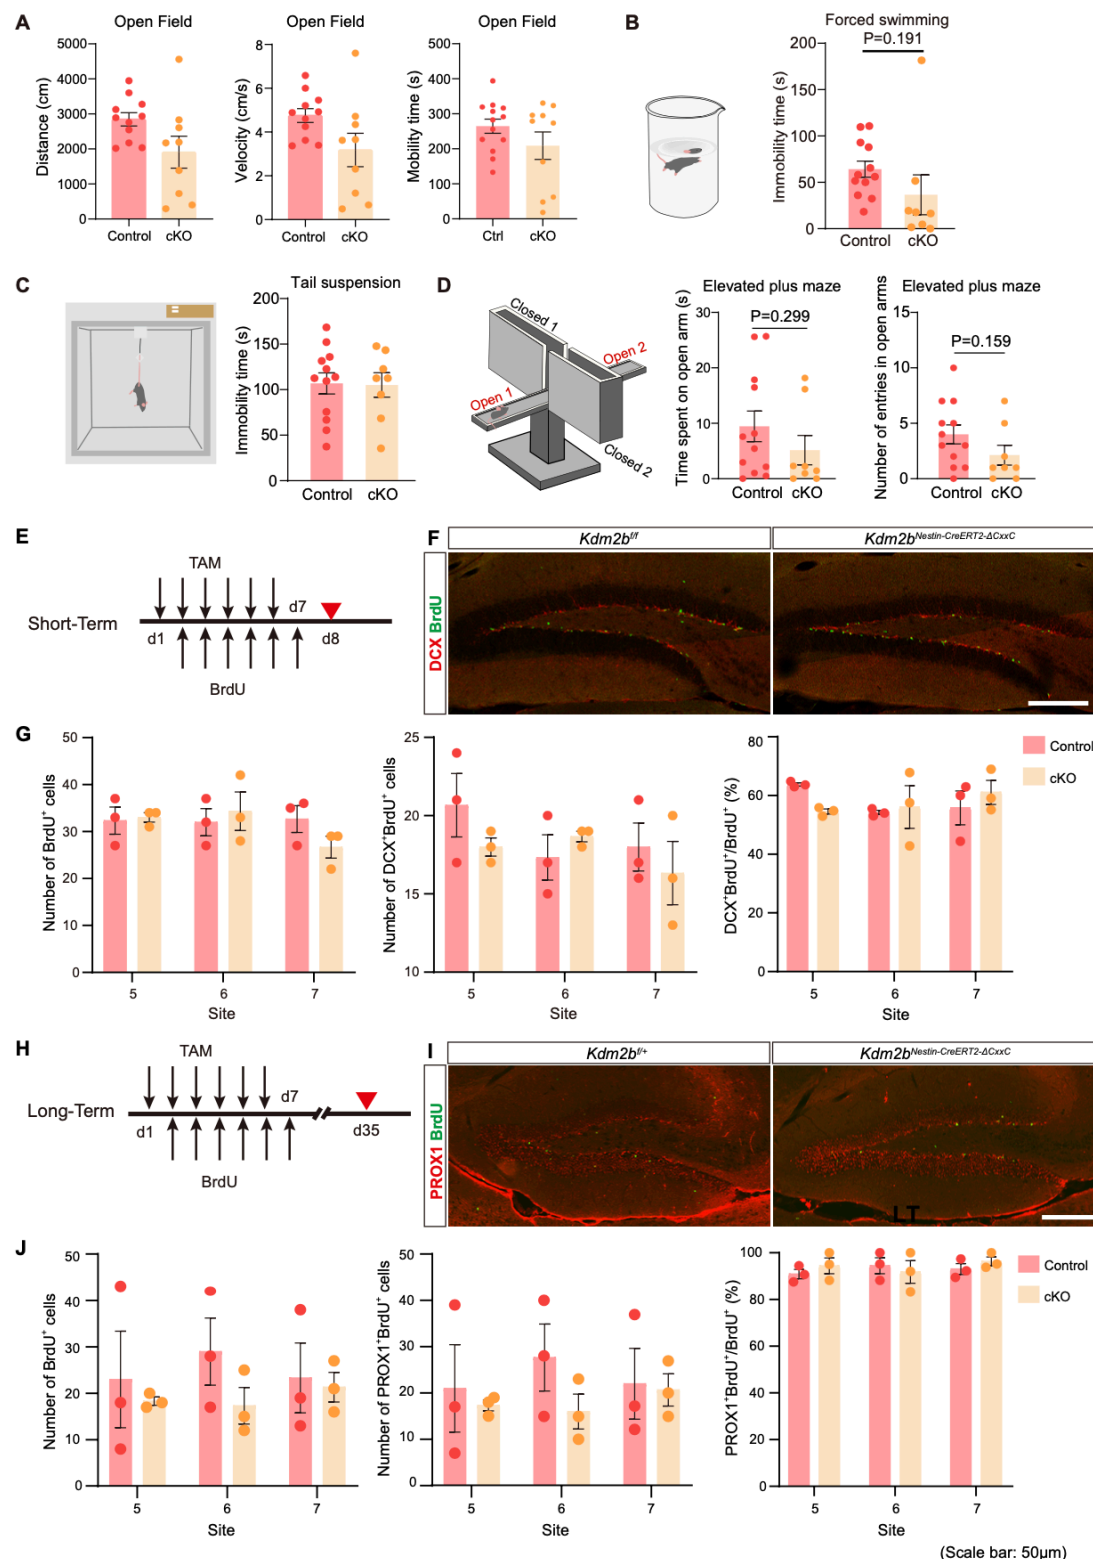 A
Open Field
Distance (cm)
5000
4000
3000
2000
1000
0
Control cKO
Open Field
Velocity (cm/s)
8
6
4
2
0
Control cKO
Open Field
Mobility time (s)
500
400
300
200
100
0
Ctrl cKO
B
Forced swimming
P=0.191
Immobility time (s)
200
150
100
50
0
Control cKO
C
Tail suspension
Immobility time (s)
200
150
100
50
0
Control cKO
D
Closed 1
Open 2
Open 1
Closed 2
Elevated plus maze
P=0.299
Time spent on open arm (s)
30
20
10
0
Control cKO
Elevated plus maze
P=0.159
Number of entries in open arms
15
10
5
0
Control cKO
E
TAM
Short-Term
d1
d7
d8
BrdU
F
Kdm2b^f/f
Kdm2b^Nestin-CreERT2-ΔCxxC
DCX BrdU
G
Number of BrdU⁺ cells
50
40
30
20
10
0
5 6 7
Site
Number of DCX⁺BrdU⁺ cells
25
20
15
10
5 6 7
Site
DCX⁺BrdU⁺/BrdU⁺ (%)
80
60
40
20
0
5 6 7
Site
Control
cKO
H
TAM
Long-Term
d1
d7
d35
BrdU
I
Kdm2b^f/+
Kdm2b^Nestin-CreERT2-ΔCxxC
PROX1 BrdU
LT
J
Number of BrdU⁺ cells
50
40
30
20
10
0
5 6 7
Site
Number of PROX1⁺BrdU⁺ cells
50
40
30
20
10
0
5 6 7
Site
PROX1⁺BrdU⁺/BrdU⁺ (%)
100
80
60
40
20
0
5 6 7
Site
Control
cKO
(Scale bar: 50μm)